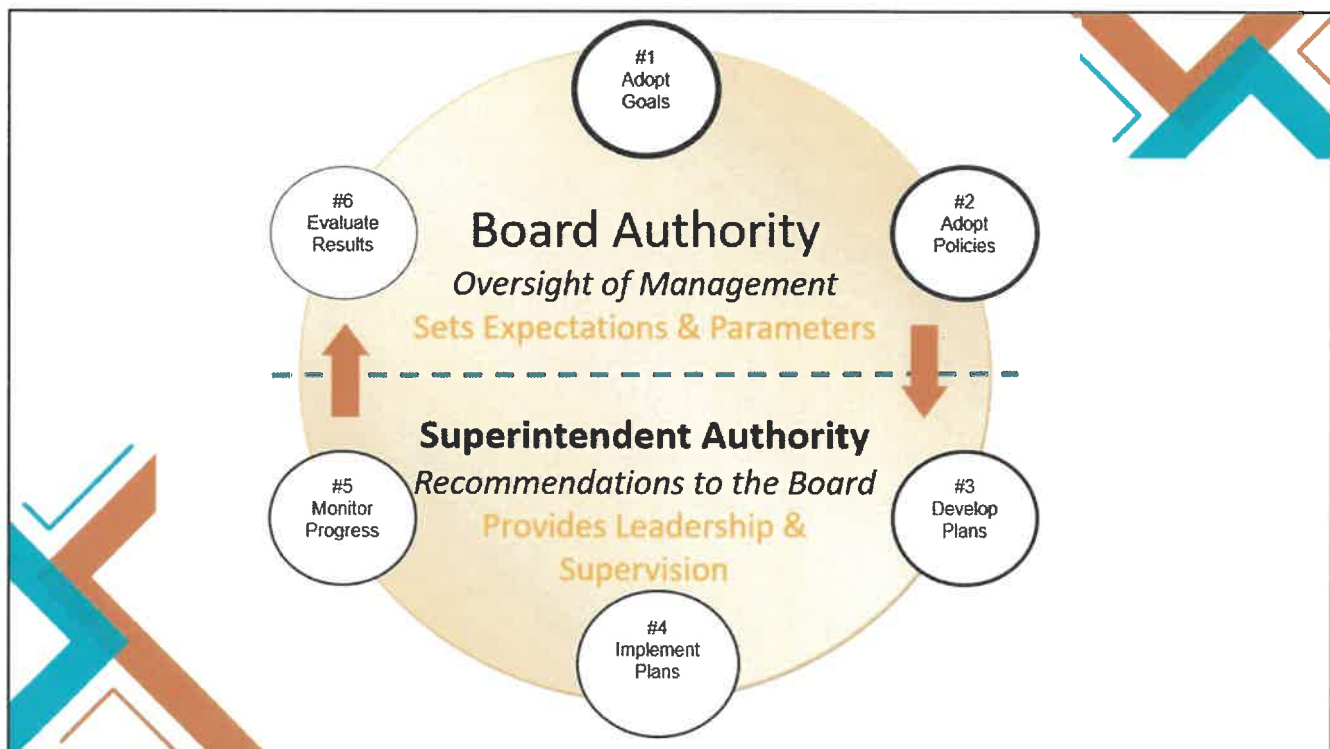 #1
Adopt
Goals
#6
Evaluate
Results
#2
Adopt
Policies
Board Authority
Oversight of Management
Sets Expectations & Parameters
Superintendent Authority
Recommendations to the Board
Provides Leadership &
Supervision
#5
Monitor
Progress
#3
Develop
Plans
#4
Implement
Plans